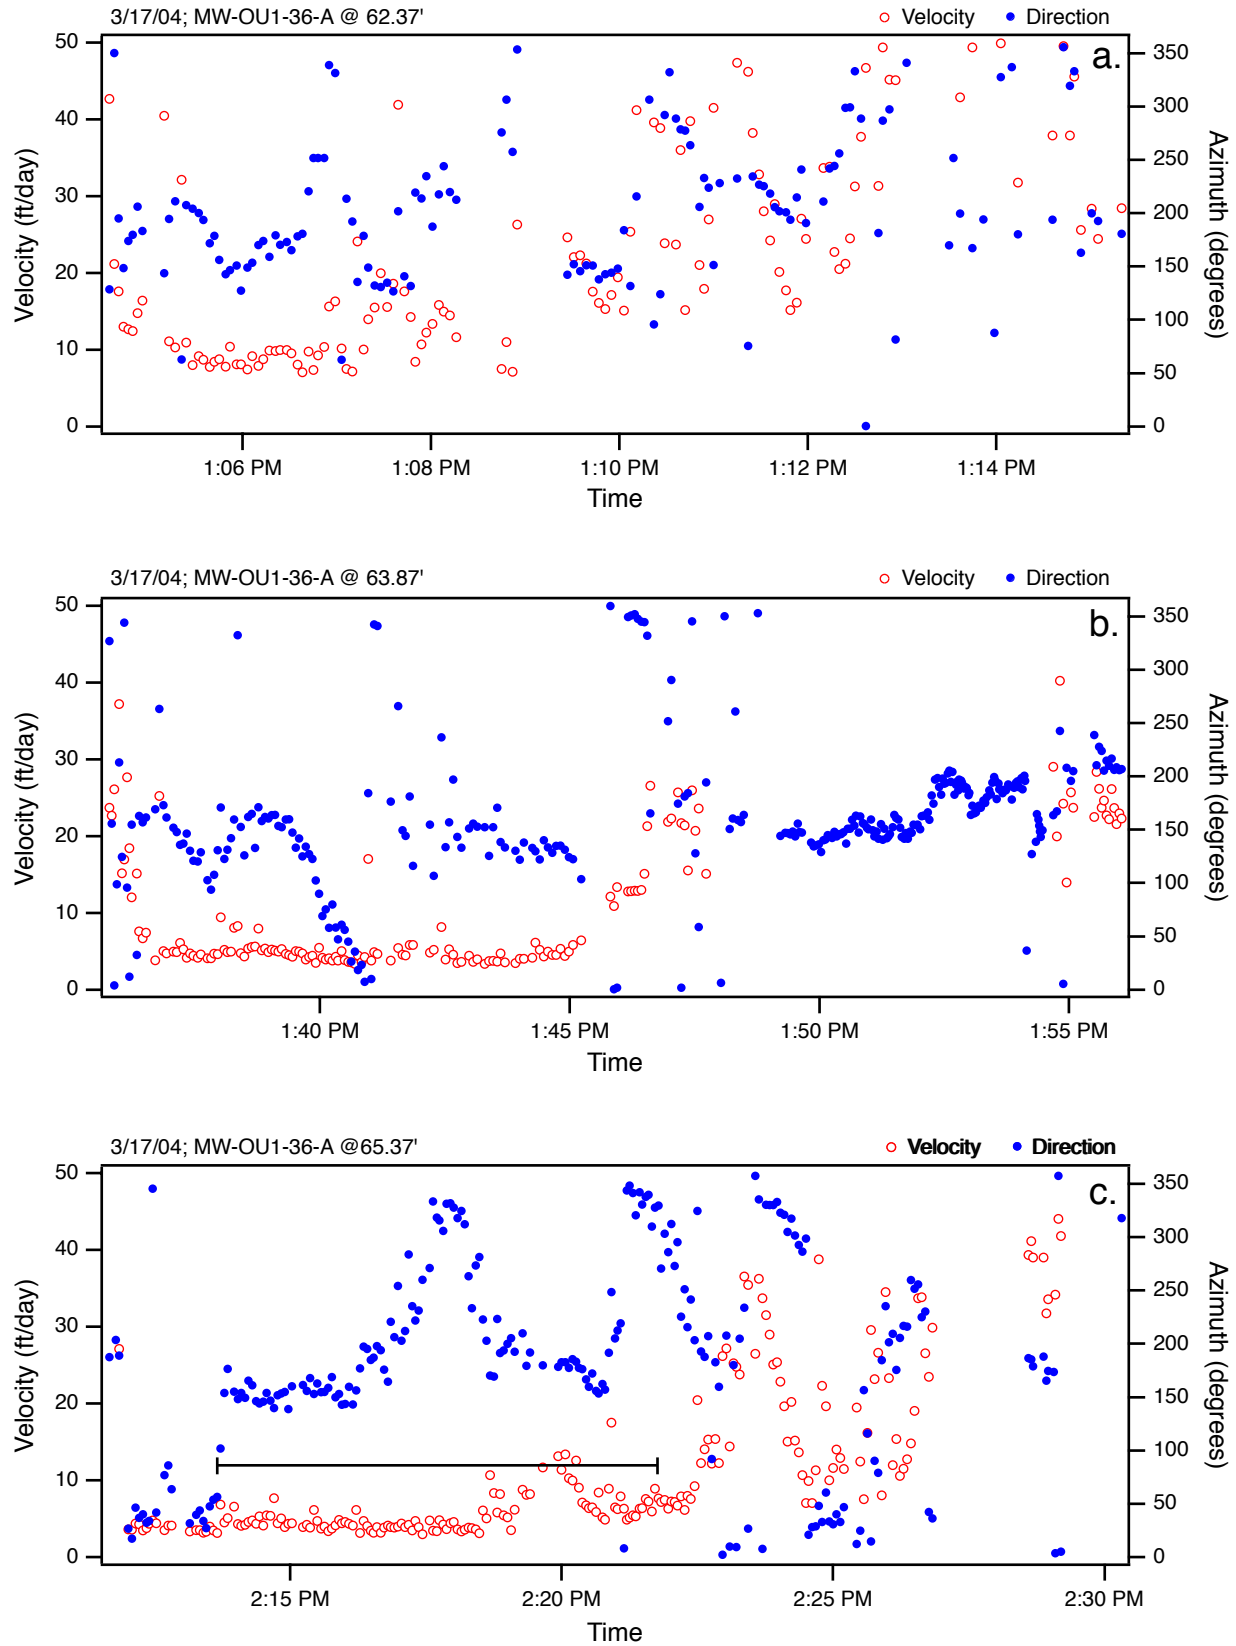 3/17/04; MW-OU1-36-A @ 62.37' Velocity Direction
a.
50 350
300
40
250
30 200
150
20
100
10
50
0 0
Velocity (ft/day)
Azimuth (degrees)
1:06 PM 1:08 PM 1:10 PM 1:12 PM 1:14 PM
Time
3/17/04; MW-OU1-36-A @ 63.87' Velocity Direction
b.
50 350
300
40
250
30 200
150
20
100
10
50
0 0
Velocity (ft/day)
Azimuth (degrees)
1:40 PM 1:45 PM 1:50 PM 1:55 PM
Time
3/17/04; MW-OU1-36-A @65.37' Velocity Direction
c.
50 350
300
40
250
30 200
150
20
100
10
50
0 0
Velocity (ft/day)
Azimuth (degrees)
2:15 PM 2:20 PM 2:25 PM 2:30 PM
Time